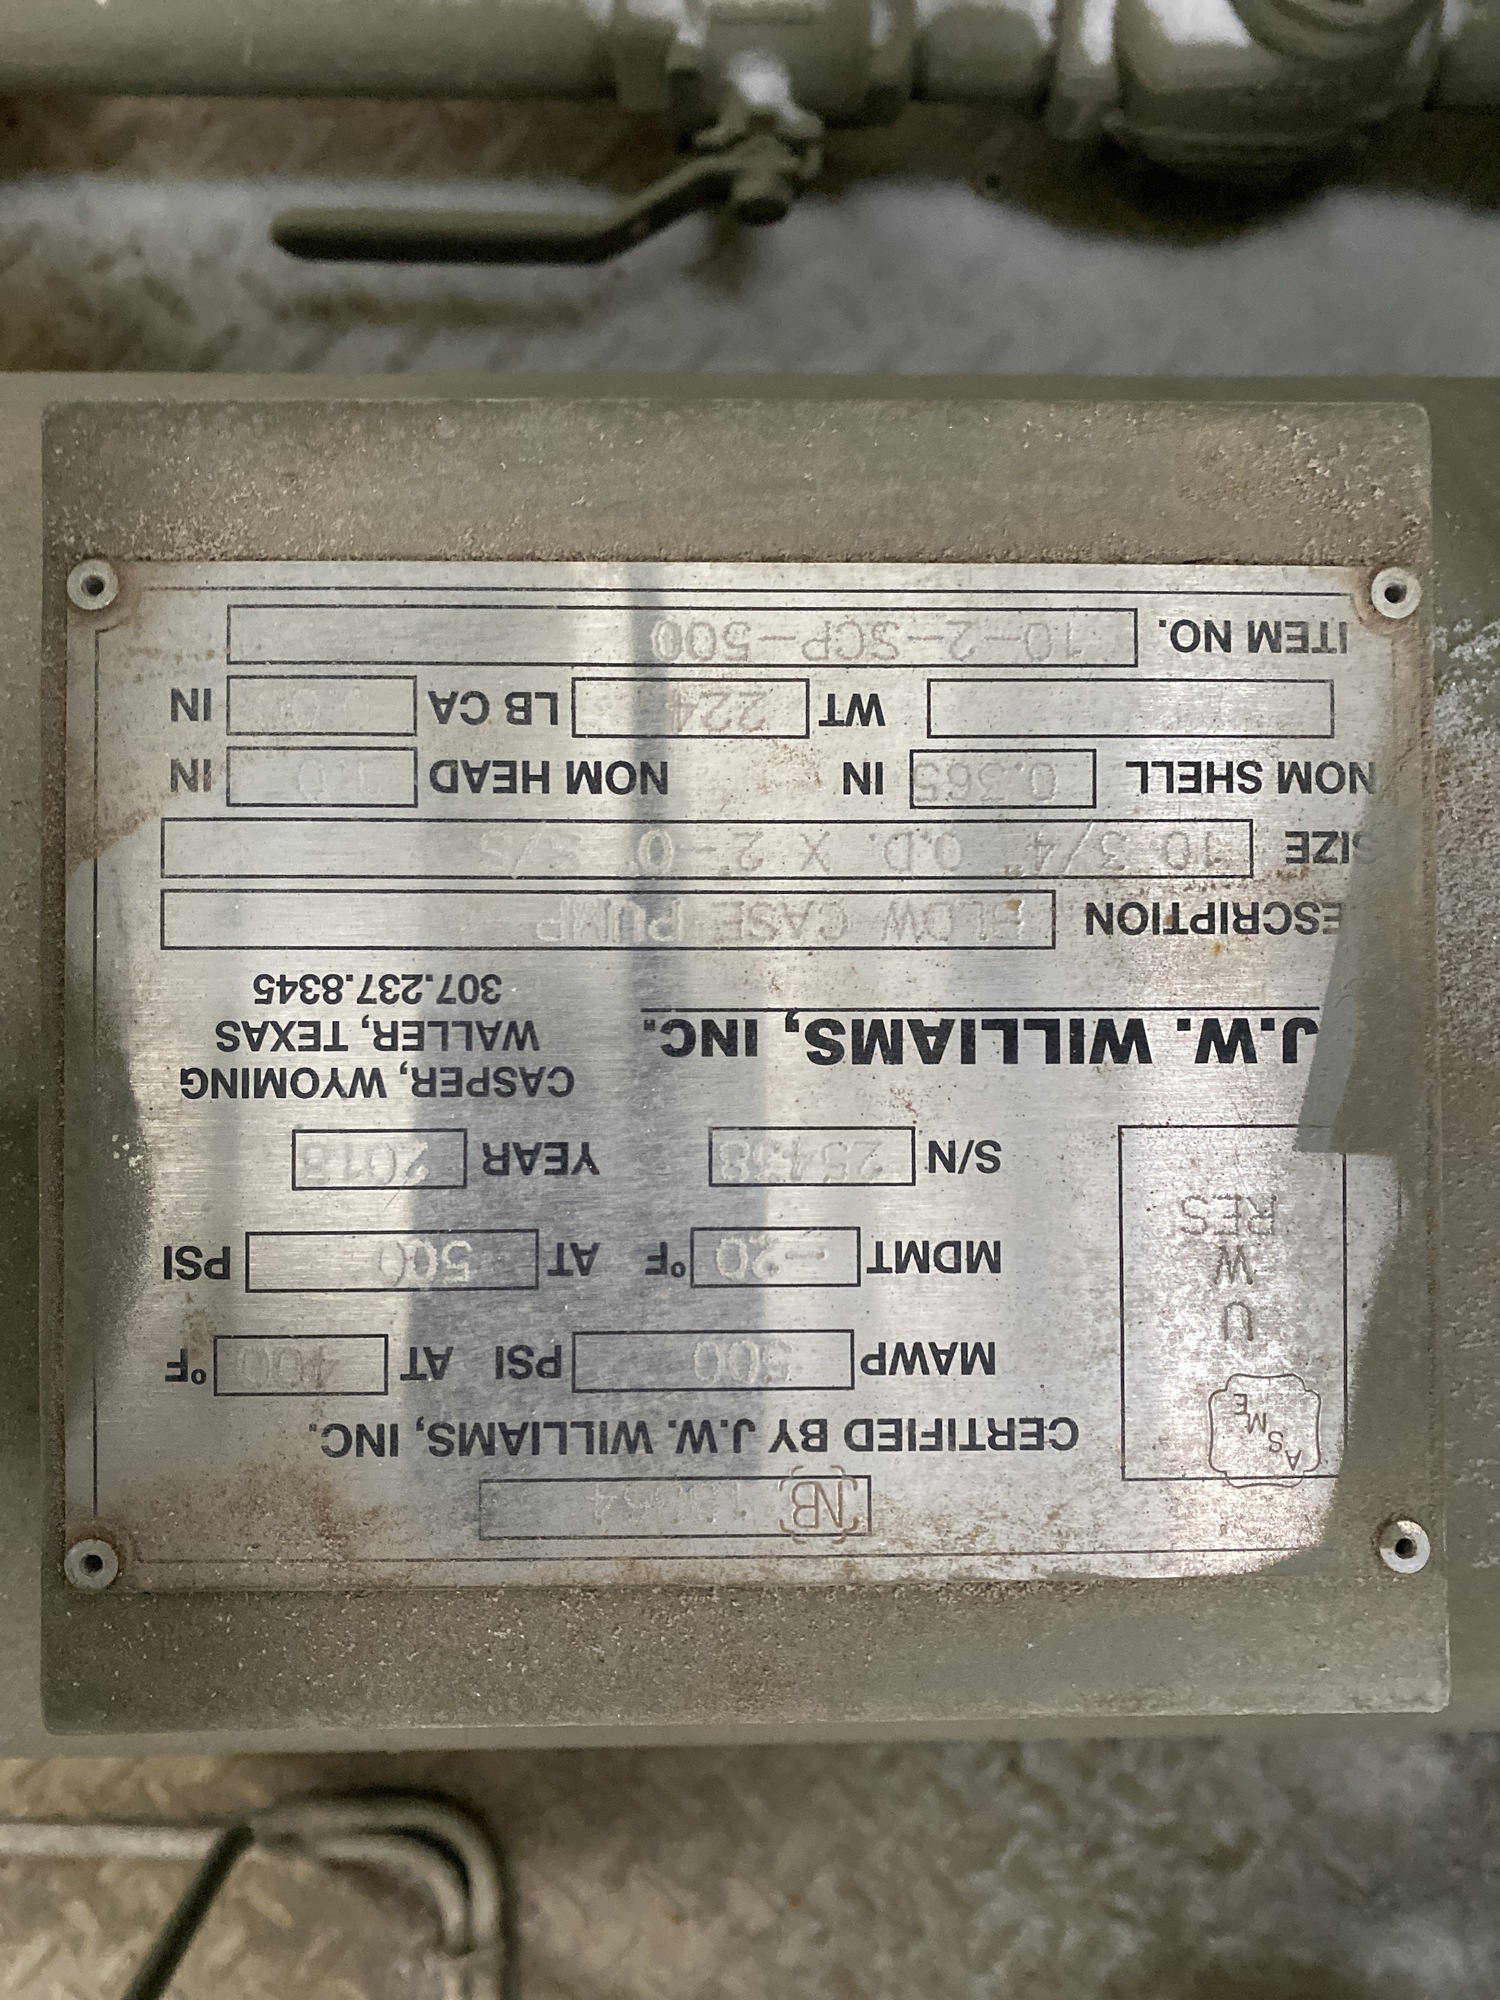 NB
CERTIFIED BY J.W. WILLIAMS, INC.
ASME
U
W
RES
MAWP 500 PSI AT 400 °F
MDMT -20 °F AT 500 PSI
S/N 25438 YEAR 2018
J.W. WILLIAMS, INC.
CASPER, WYOMING
WALLER, TEXAS
307.237.8345
ESCRIPTION BLOW CASE PUMP
SIZE 10 3/4" O.D. X 2'-0" S/S
NOM SHELL 0.365 IN NOM HEAD IN
WT 224 LB CA IN
ITEM NO. 10-2-SCP-500